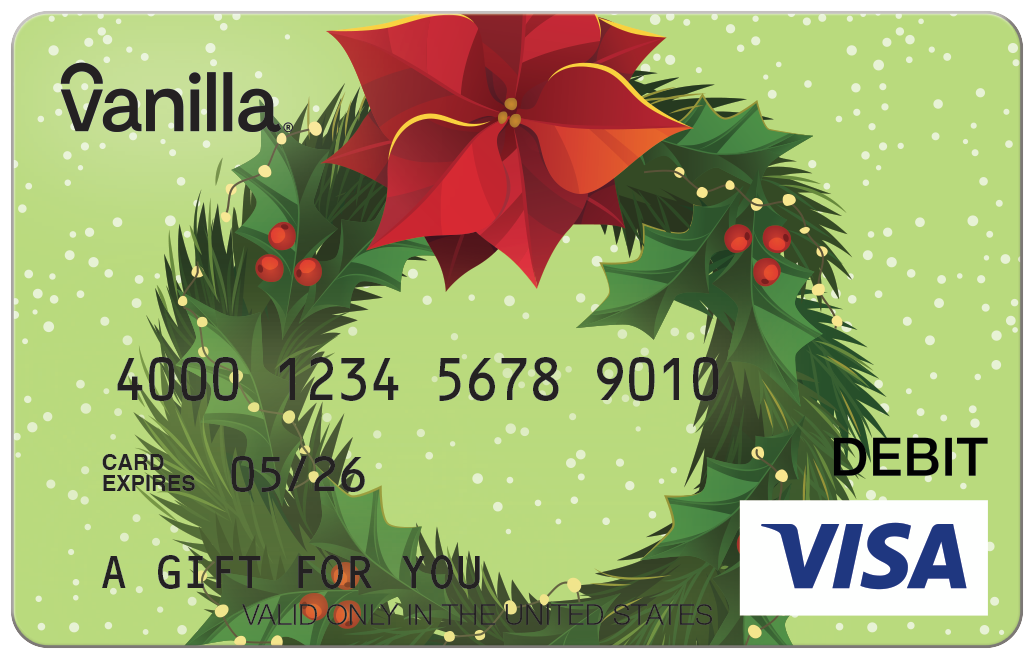 vanilla®
4000 1234 5678 9010
CARD
EXPIRES 05/26
DEBIT
VISA
A GIFT FOR YOU
VALID ONLY IN THE UNITED STATES